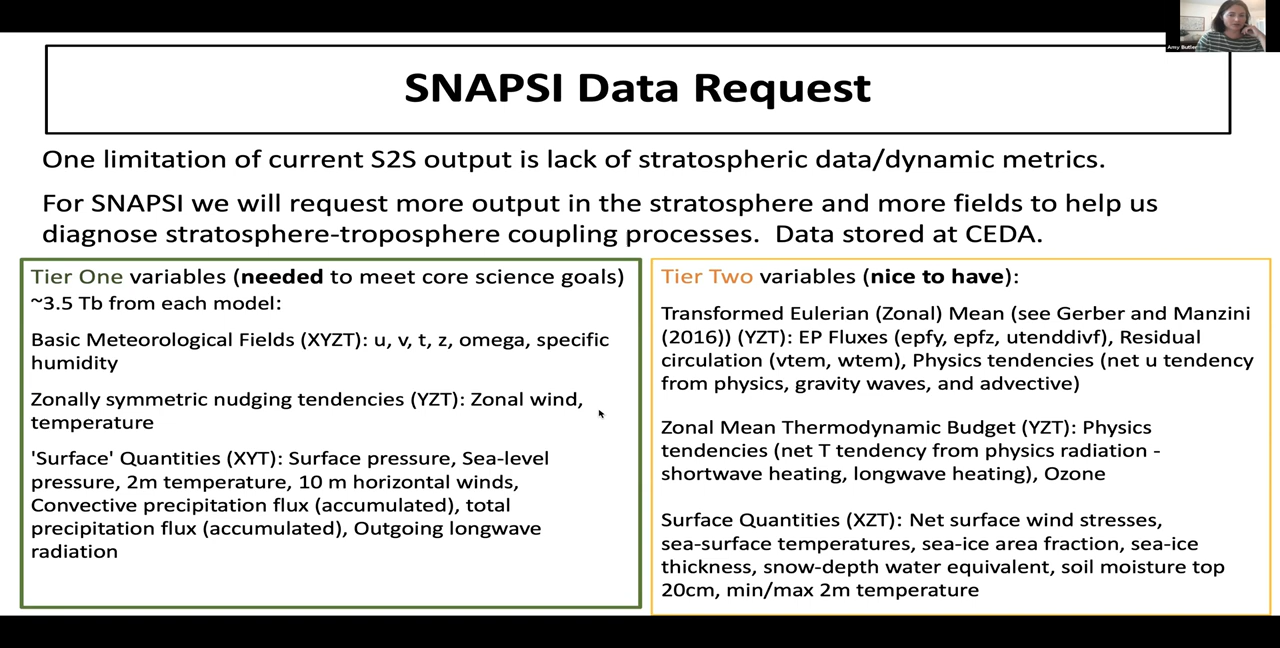 Amy Butler
SNAPSI Data Request
One limitation of current S2S output is lack of stratospheric data/dynamic metrics.
For SNAPSI we will request more output in the stratosphere and more fields to help us
diagnose stratosphere-troposphere coupling processes.  Data stored at CEDA.
Tier One variables (needed to meet core science goals)
~3.5 Tb from each model:
Basic Meteorological Fields (XYZT): u, v, t, z, omega, specific
humidity
Zonally symmetric nudging tendencies (YZT): Zonal wind,
temperature
'Surface' Quantities (XYT): Surface pressure, Sea-level
pressure, 2m temperature, 10 m horizontal winds,
Convective precipitation flux (accumulated), total
precipitation flux (accumulated), Outgoing longwave
radiation
Tier Two variables (nice to have):
Transformed Eulerian (Zonal) Mean (see Gerber and Manzini
(2016)) (YZT): EP Fluxes (epfy, epfz, utenddivf), Residual
circulation (vtem, wtem), Physics tendencies (net u tendency
from physics, gravity waves, and advective)
Zonal Mean Thermodynamic Budget (YZT): Physics
tendencies (net T tendency from physics radiation -
shortwave heating, longwave heating), Ozone
Surface Quantities (XZT): Net surface wind stresses,
sea-surface temperatures, sea-ice area fraction, sea-ice
thickness, snow-depth water equivalent, soil moisture top
20cm, min/max 2m temperature